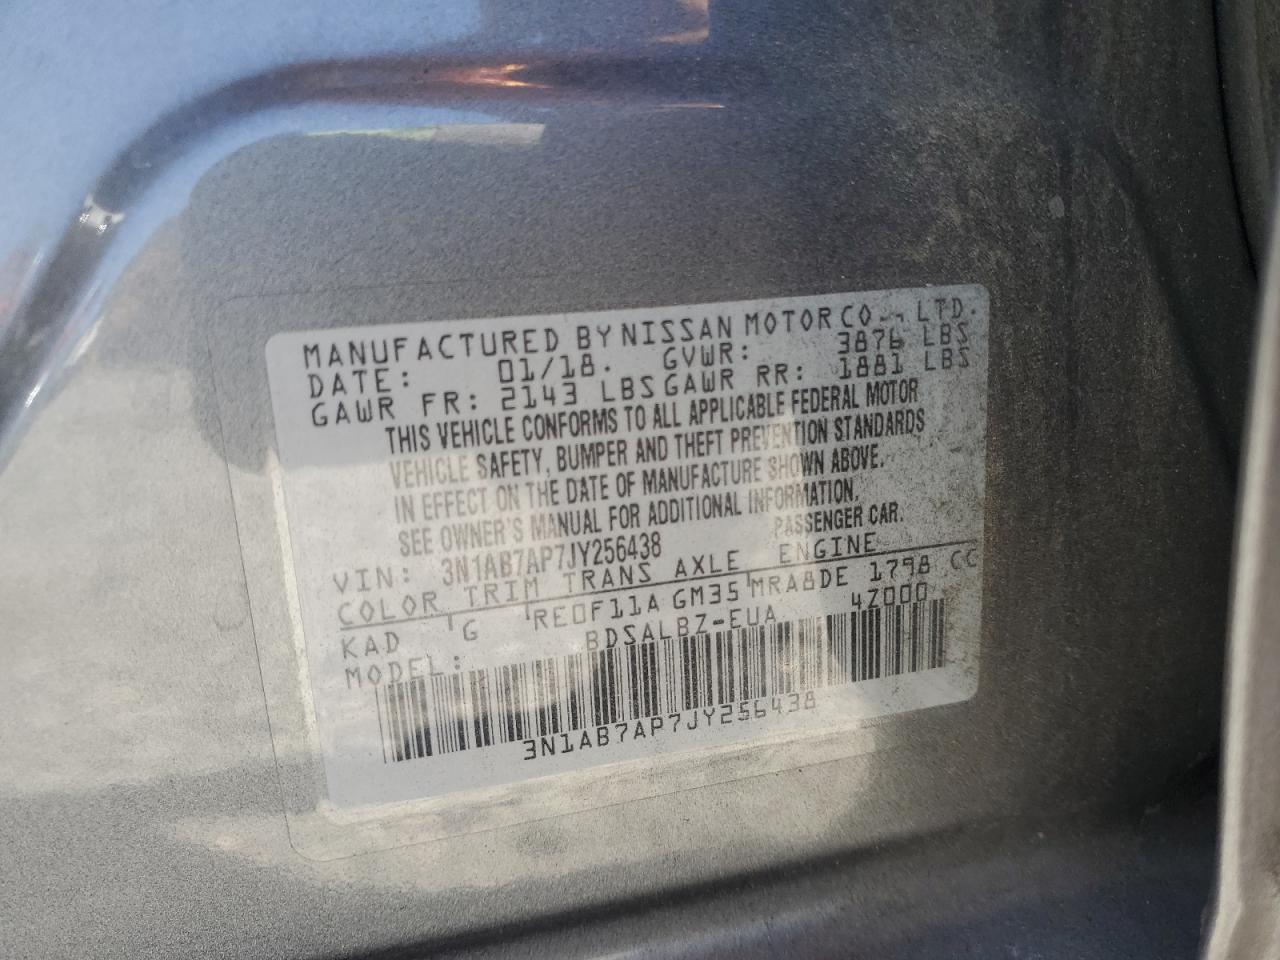 MANUFACTURED BY NISSAN MOTOR CO., LTD.
DATE: 01/18. GVWR: 3876 LBS
GAWR FR: 2143 LBS GAWR RR: 1881 LBS
THIS VEHICLE CONFORMS TO ALL APPLICABLE FEDERAL MOTOR
VEHICLE SAFETY, BUMPER AND THEFT PREVENTION STANDARDS
IN EFFECT ON THE DATE OF MANUFACTURE SHOWN ABOVE.
SEE OWNER'S MANUAL FOR ADDITIONAL INFORMATION.
VIN: 3N1AB7AP7JY256438 PASSENGER CAR.
COLOR TRIM TRANS AXLE ENGINE
KAD G RE0F11A GM35 MRA8DE 1798 CC
MODEL: BDSALBZ-EUA 4Z000
3N1AB7AP7JY256438